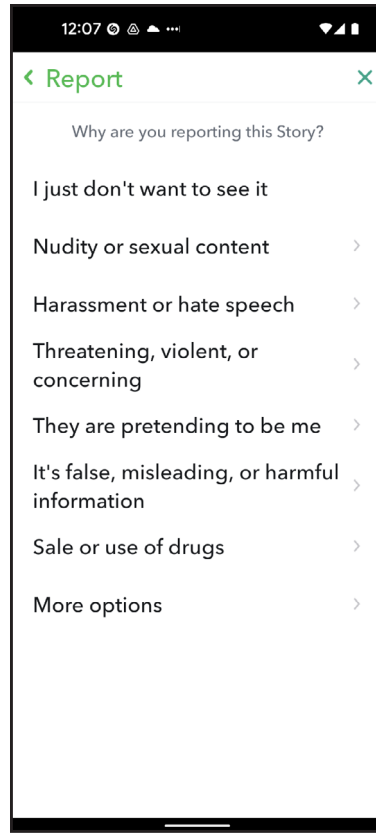 12:07
Report
Why are you reporting this Story?
I just don't want to see it
Nudity or sexual content
Harassment or hate speech
Threatening, violent, or
concerning
They are pretending to be me
It's false, misleading, or harmful
information
Sale or use of drugs
More options